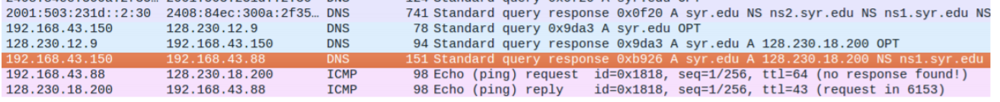 2001:503:231d::2:30 2408:84ec:300a:2f35… DNS 741 Standard query response 0x0f20 A syr.edu NS ns2.syr.edu NS ns1.syr.edu NS
192.168.43.150 128.230.12.9 DNS 78 Standard query 0x9da3 A syr.edu OPT
128.230.12.9 192.168.43.150 DNS 94 Standard query response 0x9da3 A syr.edu A 128.230.18.200 OPT
192.168.43.150 192.168.43.88 DNS 151 Standard query response 0xb926 A syr.edu A 128.230.18.200 NS ns1.syr.edu
192.168.43.88 128.230.18.200 ICMP 98 Echo (ping) request id=0x1818, seq=1/256, ttl=64 (no response found!)
128.230.18.200 192.168.43.88 ICMP 98 Echo (ping) reply id=0x1818, seq=1/256, ttl=43 (request in 6153)